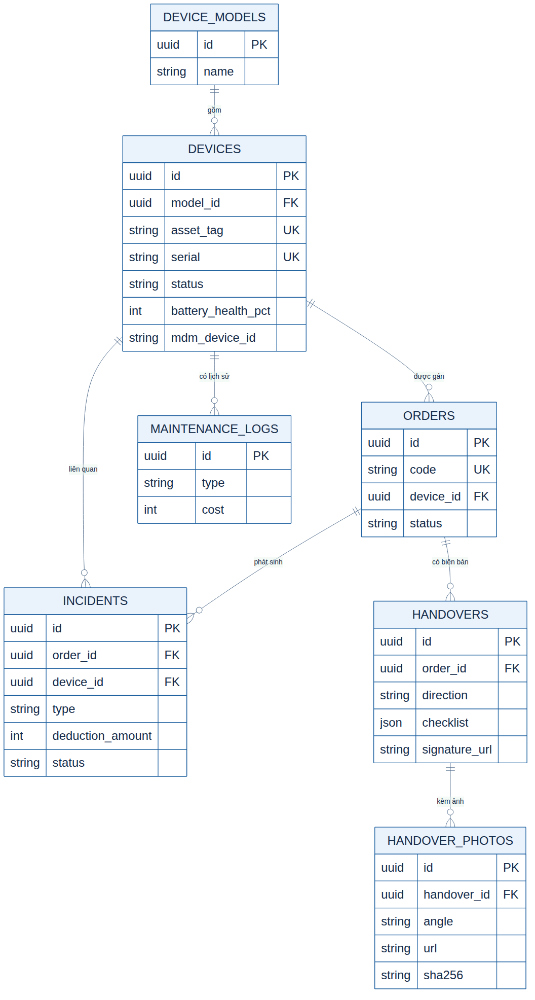 DEVICE_MODELS
uuid id PK
string name
gồm
DEVICES
uuid id PK
uuid model_id FK
string asset_tag UK
string serial UK
string status
int battery_health_pct
string mdm_device_id
có lịch sử
được gán
MAINTENANCE_LOGS
uuid id PK
string type
int cost
ORDERS
uuid id PK
string code UK
uuid device_id FK
string status
liên quan
phát sinh
có biên bản
INCIDENTS
uuid id PK
uuid order_id FK
uuid device_id FK
string type
int deduction_amount
string status
HANDOVERS
uuid id PK
uuid order_id FK
string direction
json checklist
string signature_url
kèm ảnh
HANDOVER_PHOTOS
uuid id PK
uuid handover_id FK
string angle
string url
string sha256